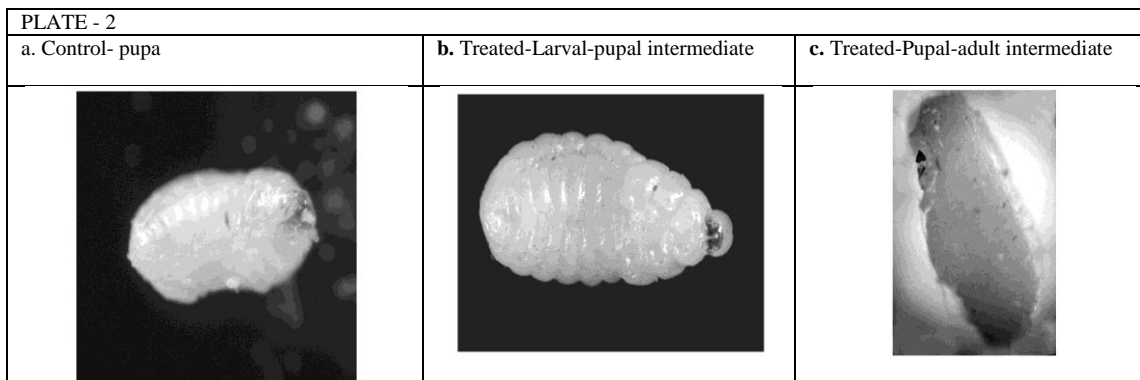 PLATE - 2
a. Control- pupa
b. Treated-Larval-pupal intermediate
c. Treated-Pupal-adult intermediate